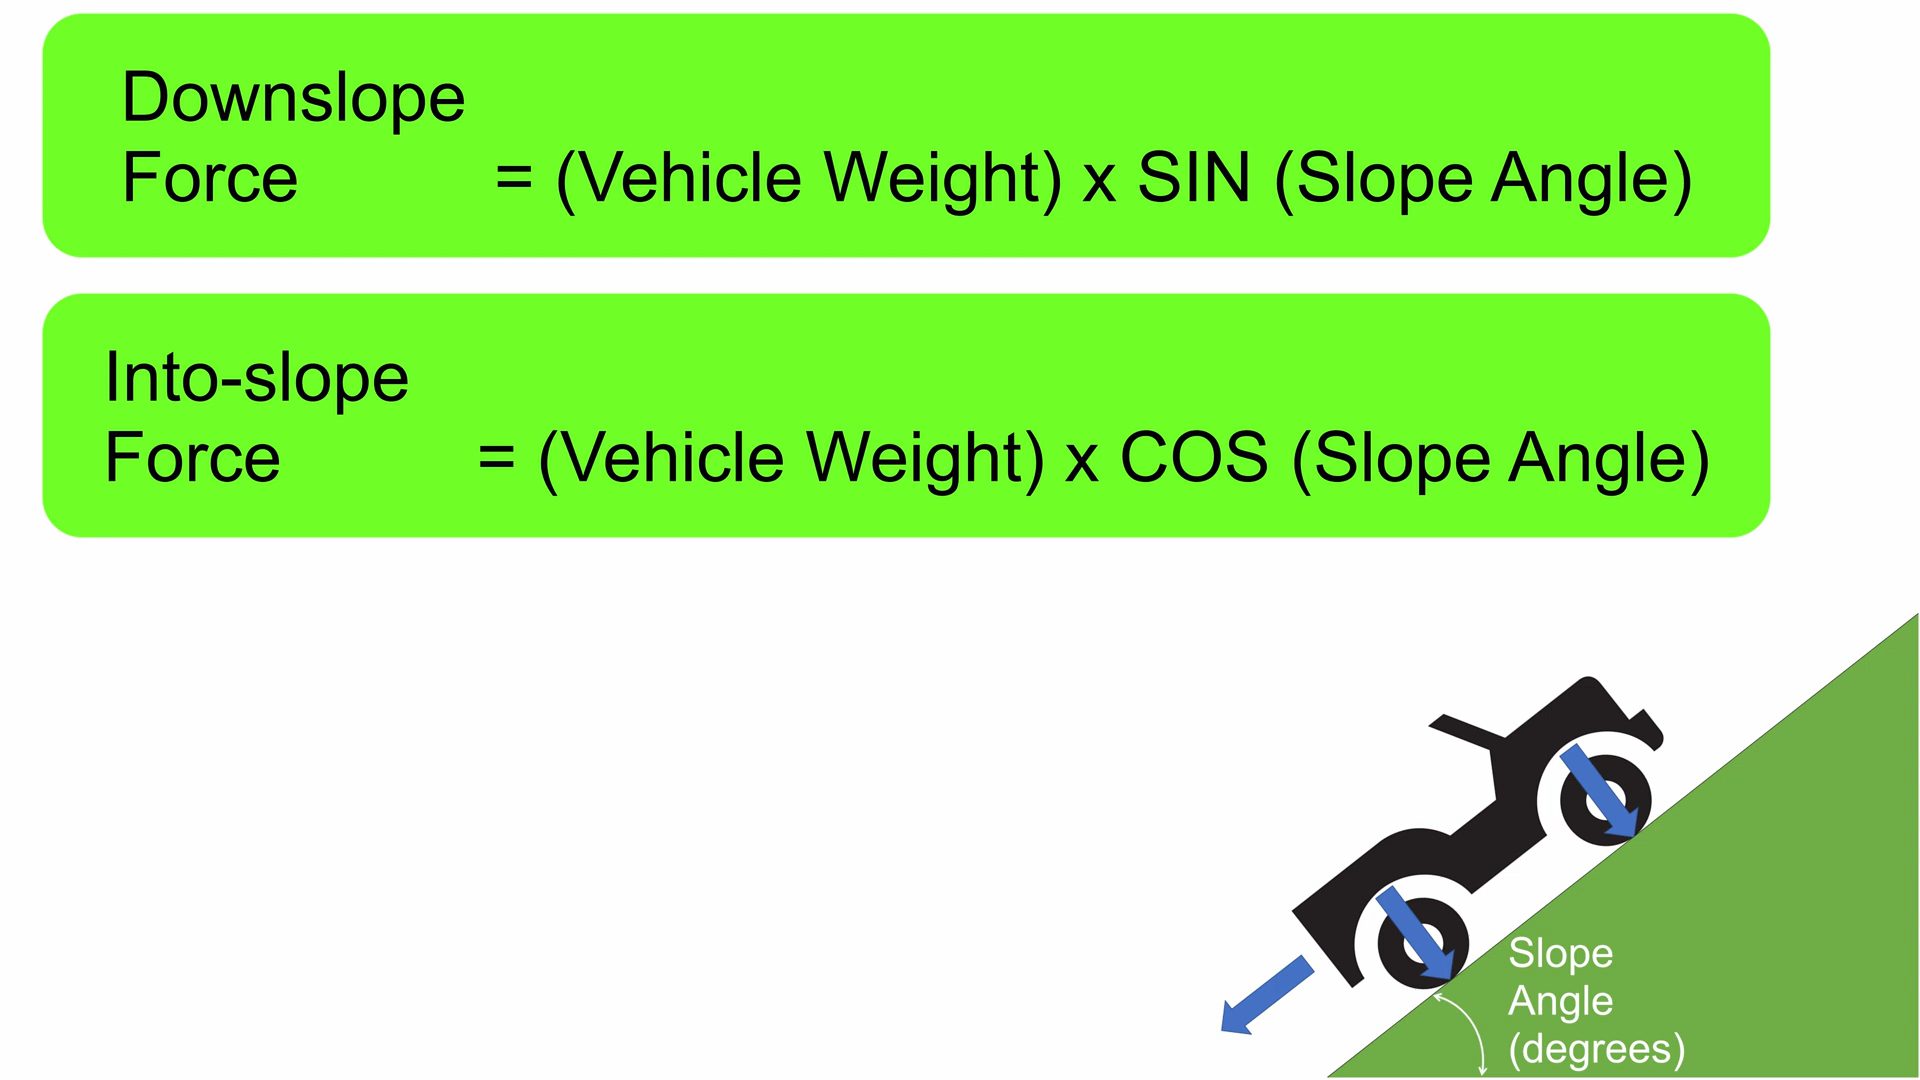 Downslope
Force = (Vehicle Weight) x SIN (Slope Angle)
Into-slope
Force = (Vehicle Weight) x COS (Slope Angle)
Slope
Angle
(degrees)